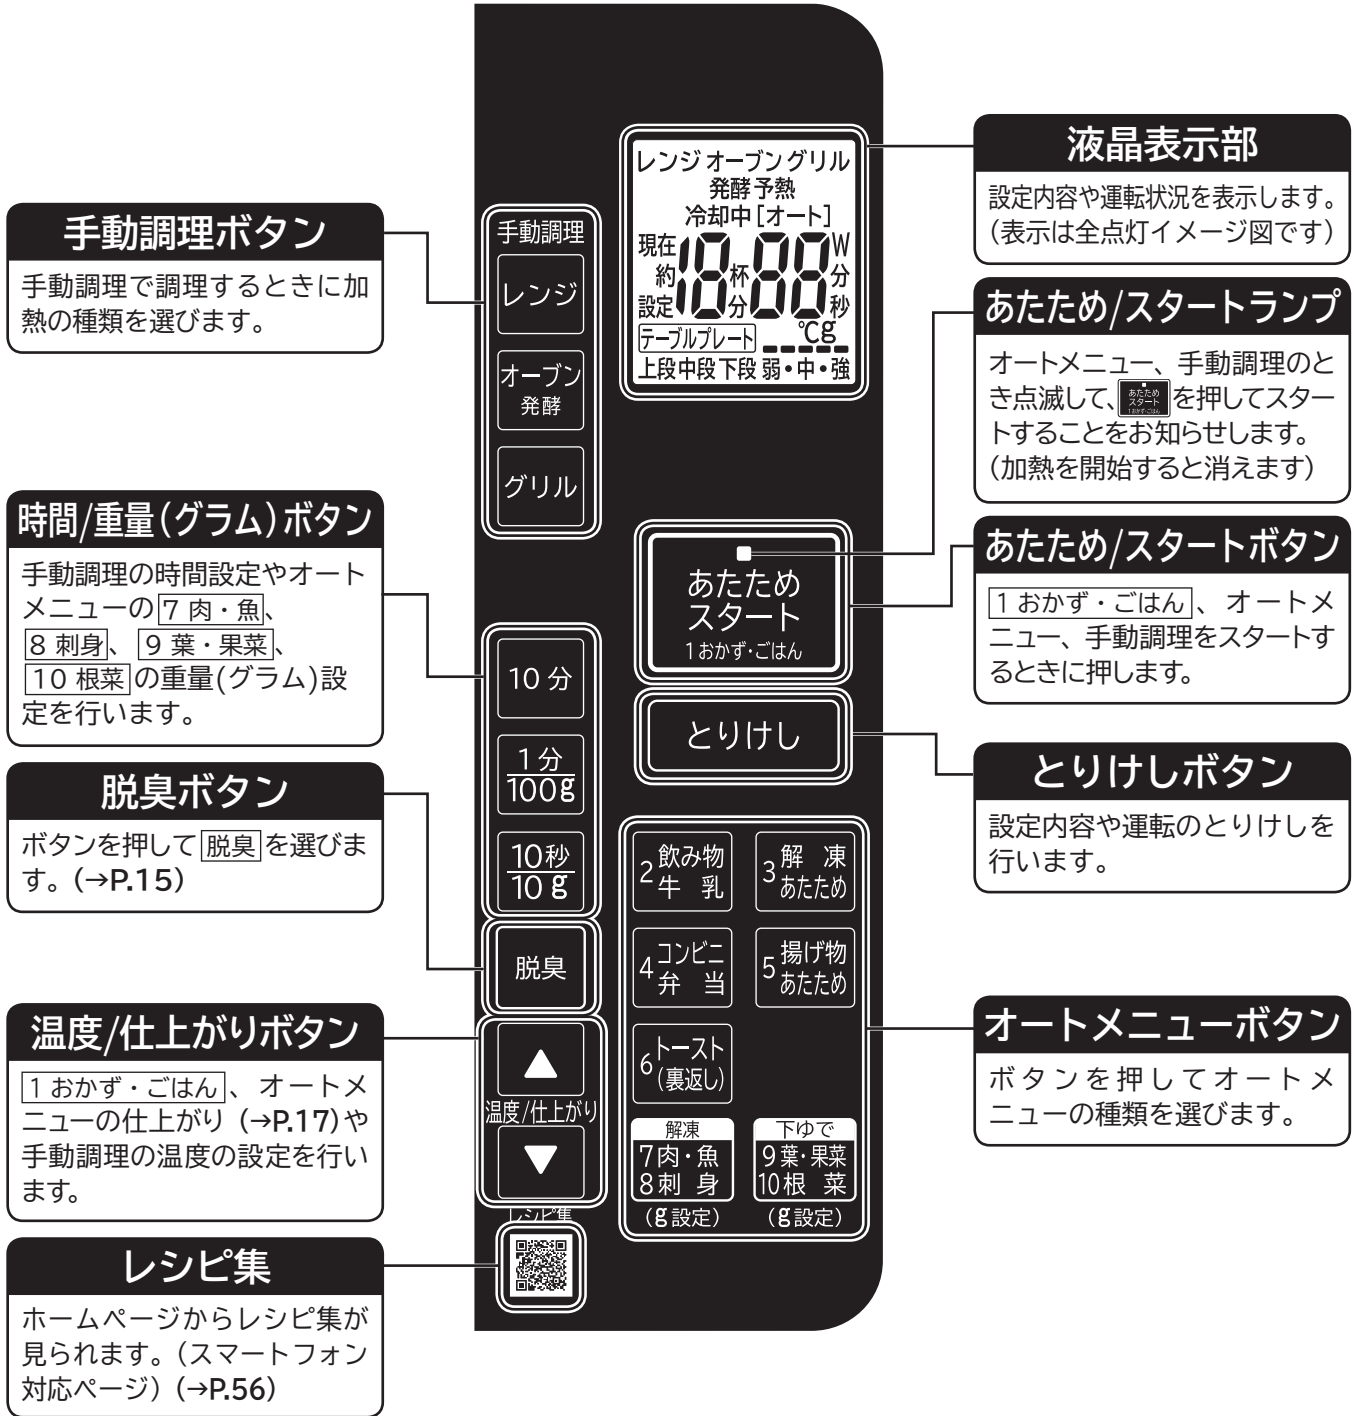 手動調理ボタン
手動調理で調理するときに加
熱の種類を選びます。
時間/重量(グラム)ボタン
手動調理の時間設定やオート
メニューの 7 肉・魚、
8 刺身、 9 葉・果菜、
10 根菜 の重量(グラム)設
定を行います。
脱臭ボタン
ボタンを押して 脱臭 を選びま
す。(→P.15)
温度/仕上がりボタン
1 おかず・ごはん、オートメ
ニューの仕上がり (→P.17)や
手動調理の温度の設定を行い
ます。
レシピ集
ホームページからレシピ集が
見られます。(スマートフォン
対応ページ) (→P.56)
手動調理
レンジ
オーブン
発酵
グリル
10 分
1分
100g
10秒
10 g
脱臭
温度/仕上がり
レシピ集
レンジ オーブン グリル
発酵 予熱
冷却中 [オート]
現在 18:88 W
約 杯 分
設定 分 秒
テーブルプレート ℃g
上段 中段 下段 弱・中・強
あたため
スタート
1おかず・ごはん
とりけし
2 飲み物
牛 乳
3 解 凍
あたため
4 コンビニ
弁 当
5 揚げ物
あたため
6 トースト
(裏返し)
解凍
7肉・魚
8刺 身
(g設定)
下ゆで
9葉・果菜
10根 菜
(g設定)
液晶表示部
設定内容や運転状況を表示します。
(表示は全点灯イメージ図です)
あたため/スタートランプ
オートメニュー、手動調理のと
き点滅して、 あたため スタート 1おかず・ごはん を押してスター
トすることをお知らせします。
(加熱を開始すると消えます)
あたため/スタートボタン
1 おかず・ごはん、オートメ
ニュー、手動調理をスタートす
るときに押します。
とりけしボタン
設定内容や運転のとりけしを
行います。
オートメニューボタン
ボタンを押してオートメ
ニューの種類を選びます。